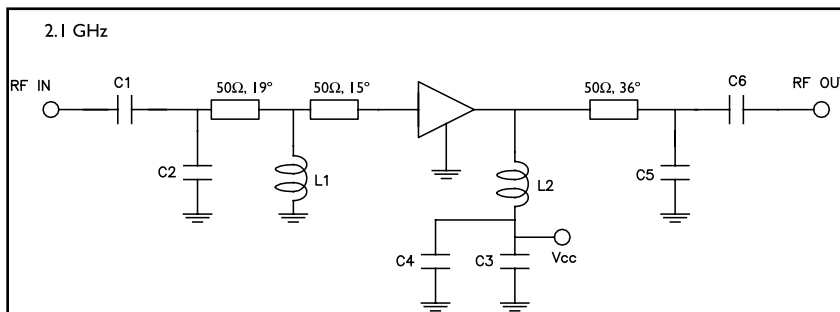 2.1 GHz
RF IN
C1
50Ω, 19°
50Ω, 15°
50Ω, 36°
C6
RF OUT
C2
L1
L2
C5
C4
C3
Vcc